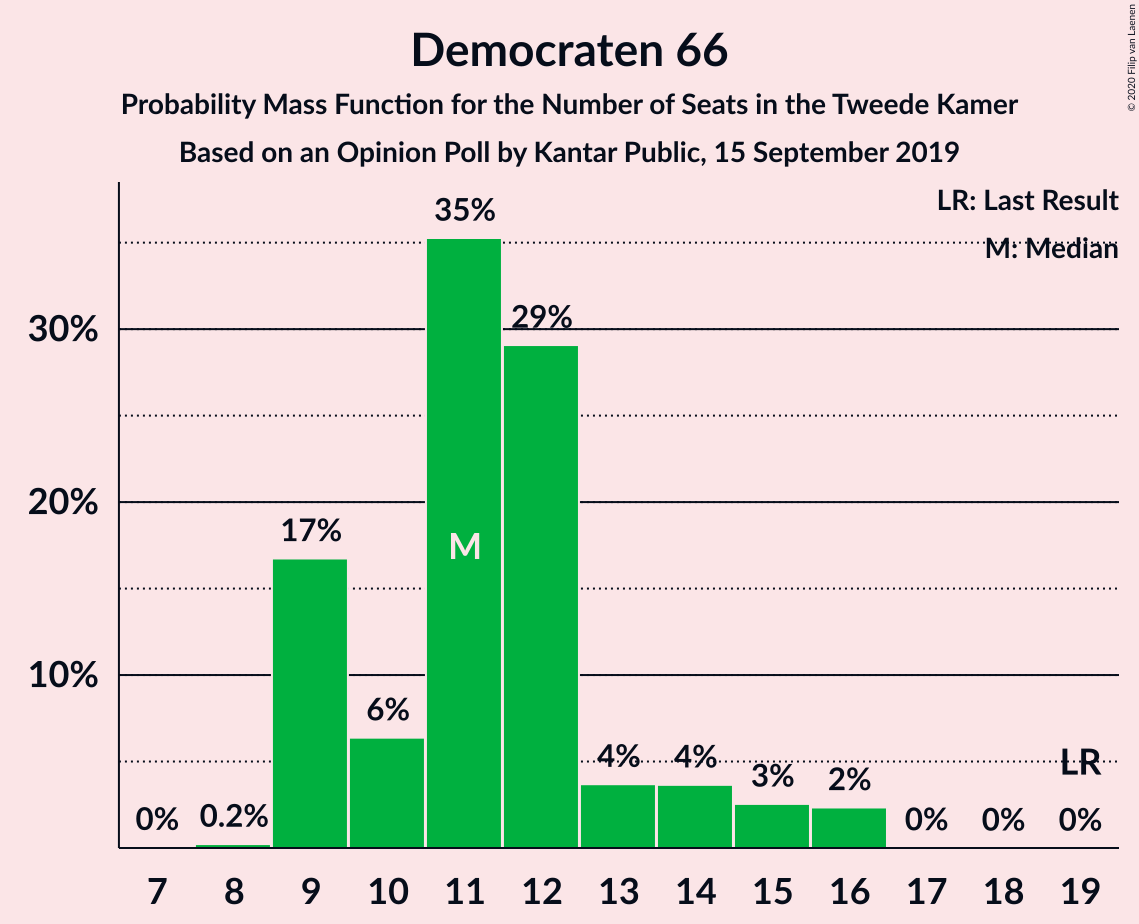 Democraten 66
Probability Mass Function for the Number of Seats in the Tweede Kamer
Based on an Opinion Poll by Kantar Public, 15 September 2019
© 2020 Filip van Laenen
LR: Last Result
M: Median
30%
20%
10%
0%
0.2%
17%
6%
35%
M
29%
4%
4%
3%
2%
0%
0%
LR
0%
7 8 9 10 11 12 13 14 15 16 17 18 19